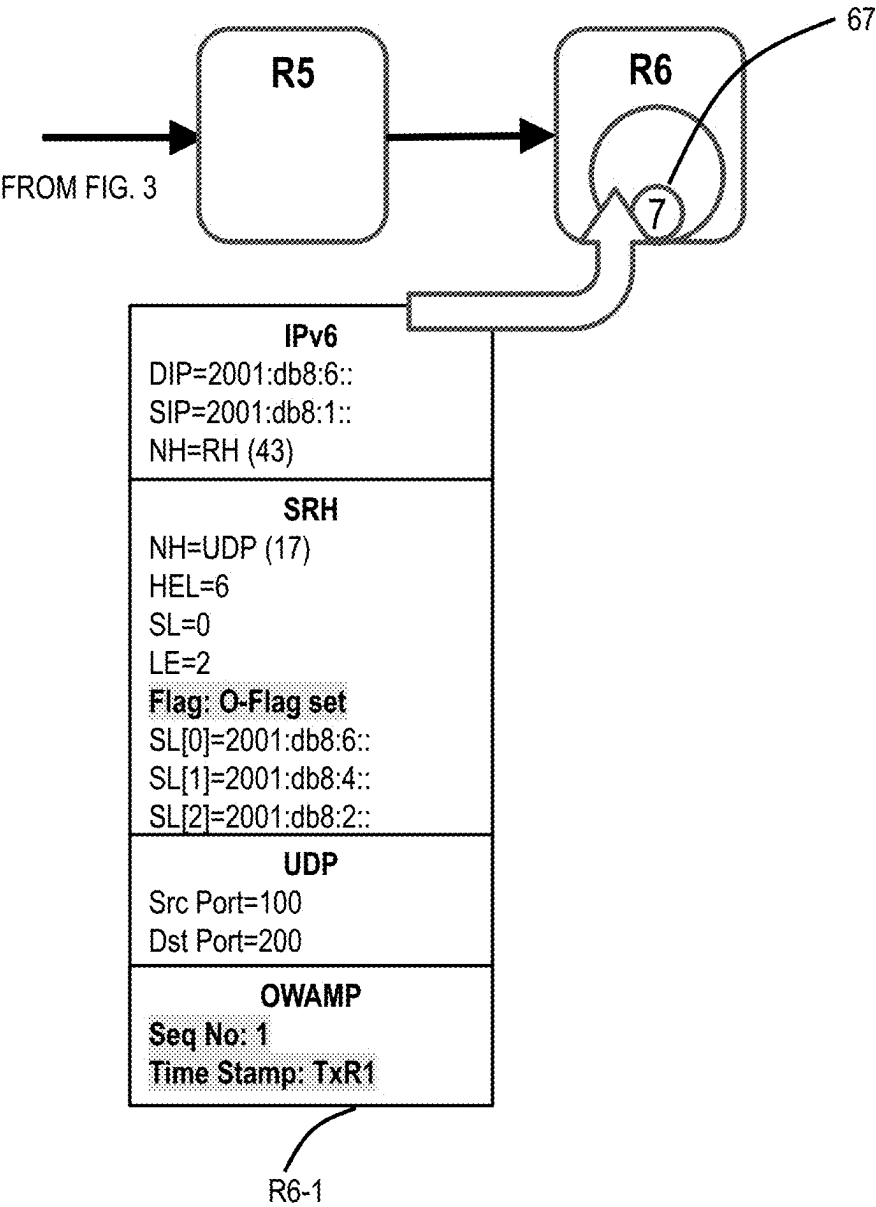 67
R5
R6
FROM FIG. 3
7
IPv6
DIP=2001:db8:6::
SIP=2001:db8:1::
NH=RH (43)
SRH
NH=UDP (17)
HEL=6
SL=0
LE=2
Flag: O-Flag set
SL[0]=2001:db8:6::
SL[1]=2001:db8:4::
SL[2]=2001:db8:2::
UDP
Src Port=100
Dst Port=200
OWAMP
Seq No: 1
Time Stamp: TxR1
R6-1